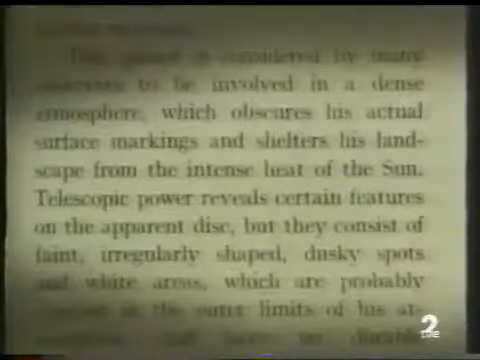 This planet is considered by many
to be involved in a dense
atmosphere, which obscures his actual
surface markings and shelters his land-
scape from the intense heat of the Sun.
Telescopic power reveals certain features
on the apparent disc, but they consist of
faint, irregularly shaped, dusky spots
and white areas, which are probably
in the outer limits of his at-
2